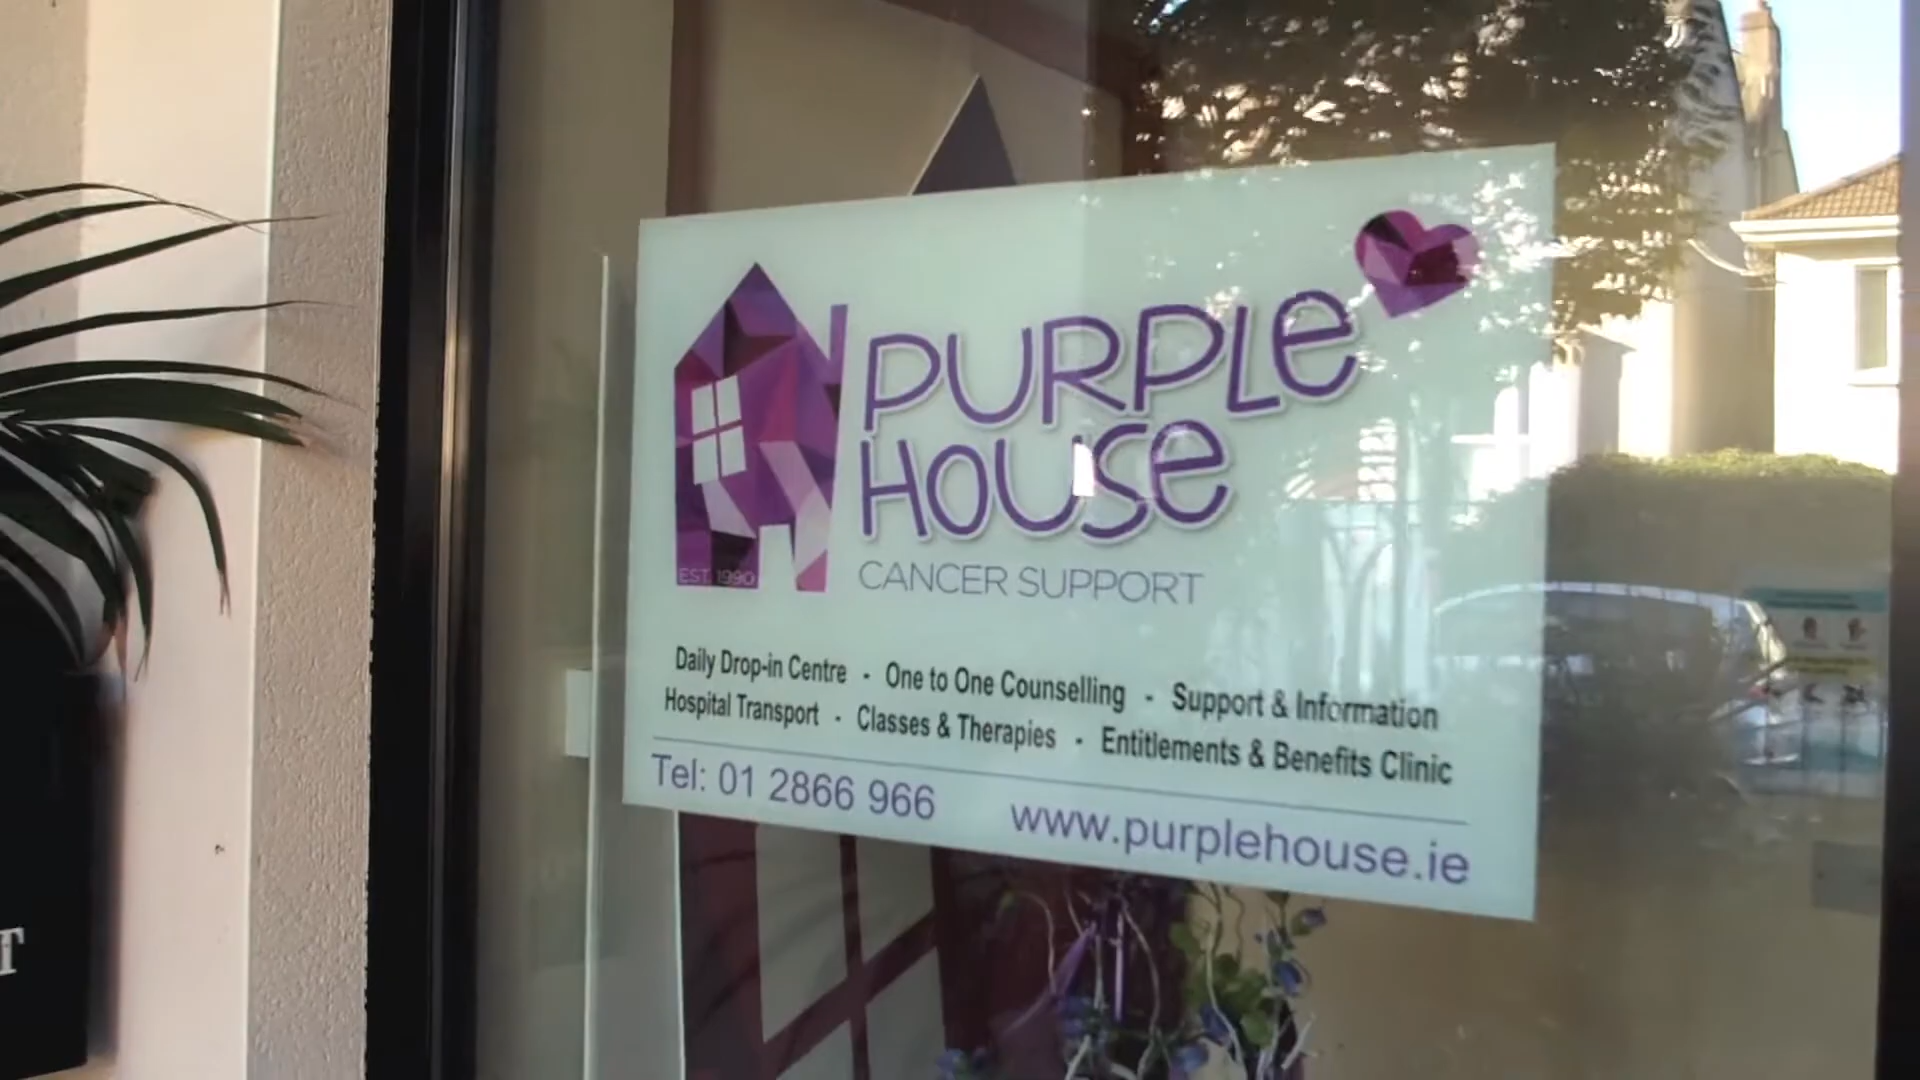 PURPLE
HOUSE
EST. 1990
CANCER SUPPORT
Daily Drop-in Centre - One to One Counselling - Support & Information
Hospital Transport - Classes & Therapies - Entitlements & Benefits Clinic
Tel: 01 2866 966 www.purplehouse.ie
T